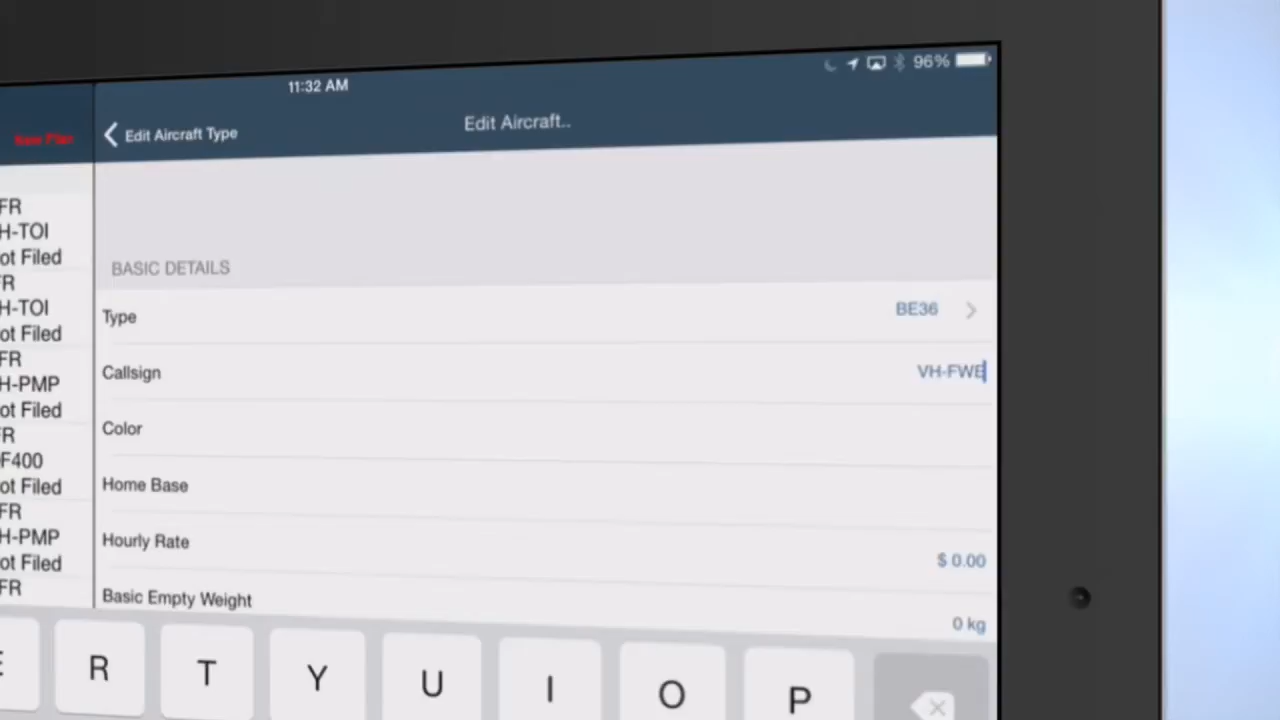 11:32 AM
96%
New Plan
Edit Aircraft Type
Edit Aircraft..
FR
H-TOI
ot Filed
FR
H-TOI
ot Filed
FR
H-PMP
ot Filed
FR
F400
ot Filed
FR
H-PMP
ot Filed
FR
BASIC DETAILS
Type
BE36
Callsign
VH-FWE
Color
Home Base
Hourly Rate
$ 0.00
Basic Empty Weight
0 kg
E R T Y U I O P